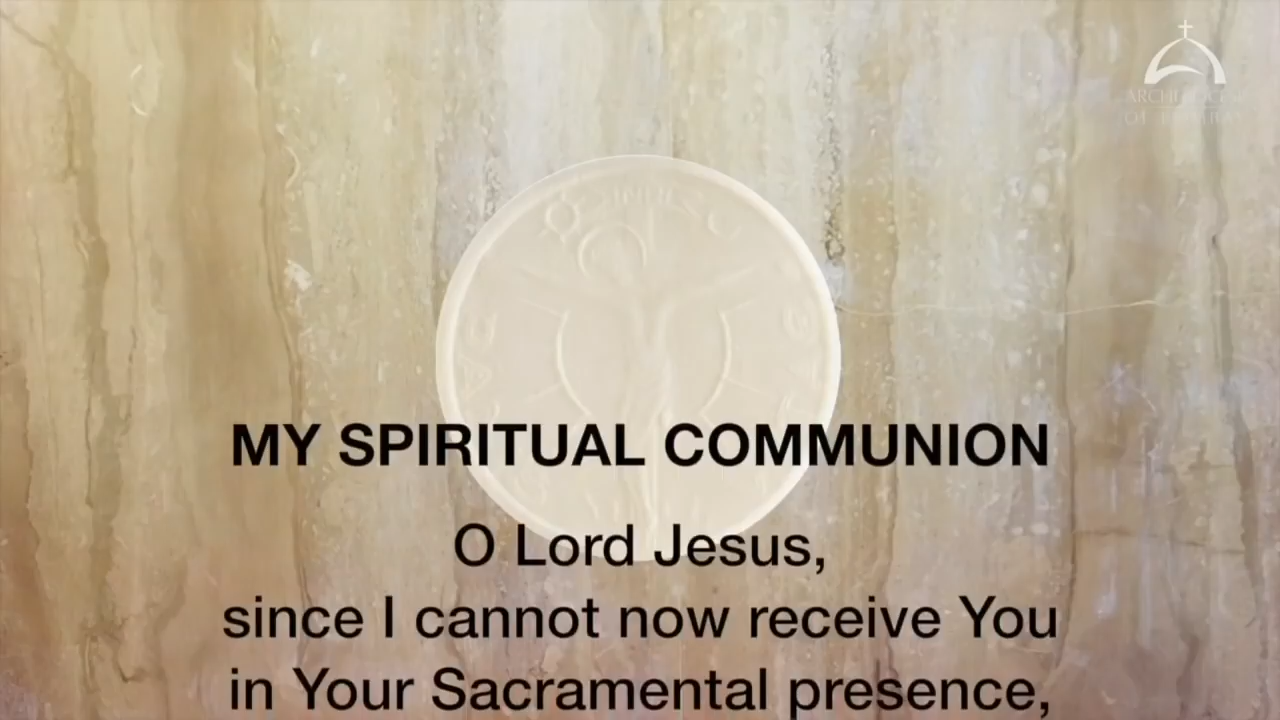 MY SPIRITUAL COMMUNION
O Lord Jesus,
since I cannot now receive You
in Your Sacramental presence,